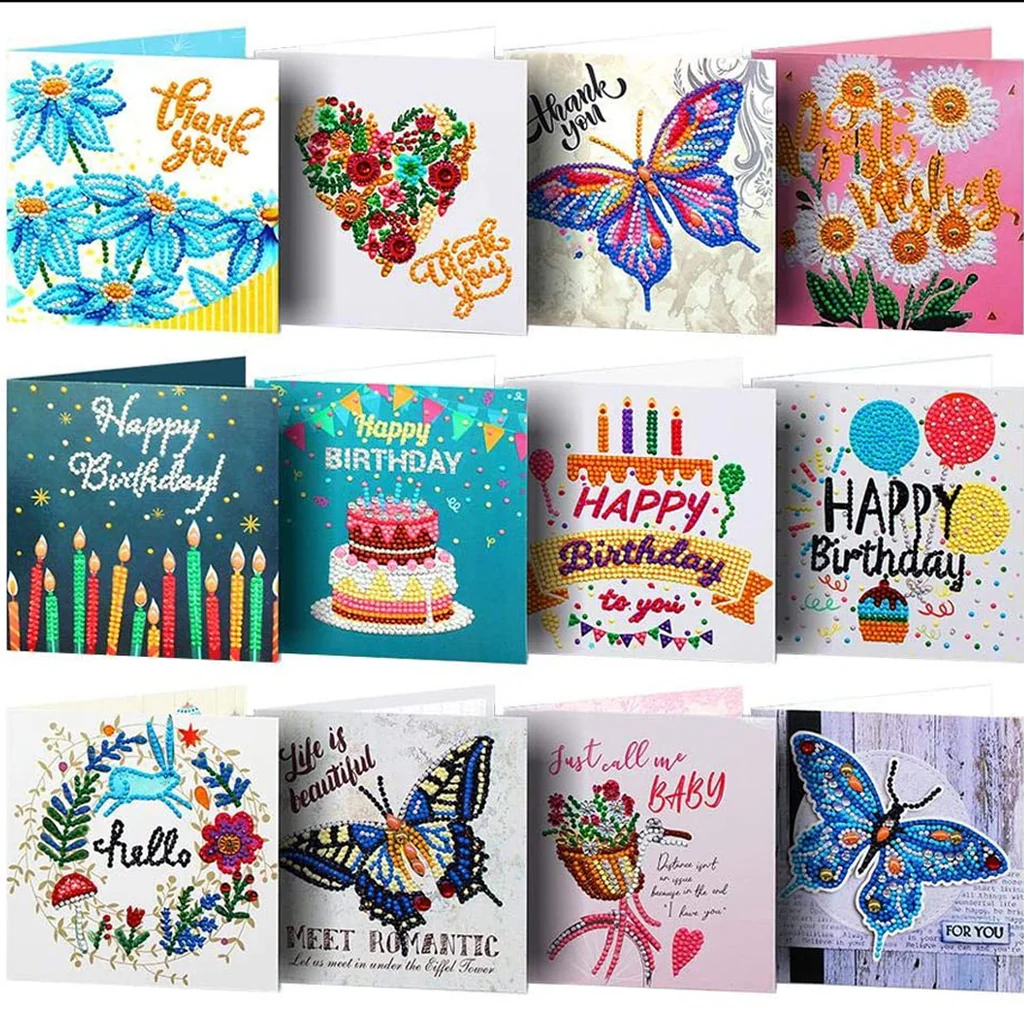 thank
you
thank
you
thank
you
Best
Wishes
Happy
Birthday!
Happy
BIRTHDAY
HAPPY
Birthday
to you
HAPPY
Birthday
hello
Life is
beautiful
MEET ROMANTIC
Let us meet in under the Eiffel Tower
Just call me
BABY
Distance isn't
an issue
because in the end
"I have you"
FOR YOU